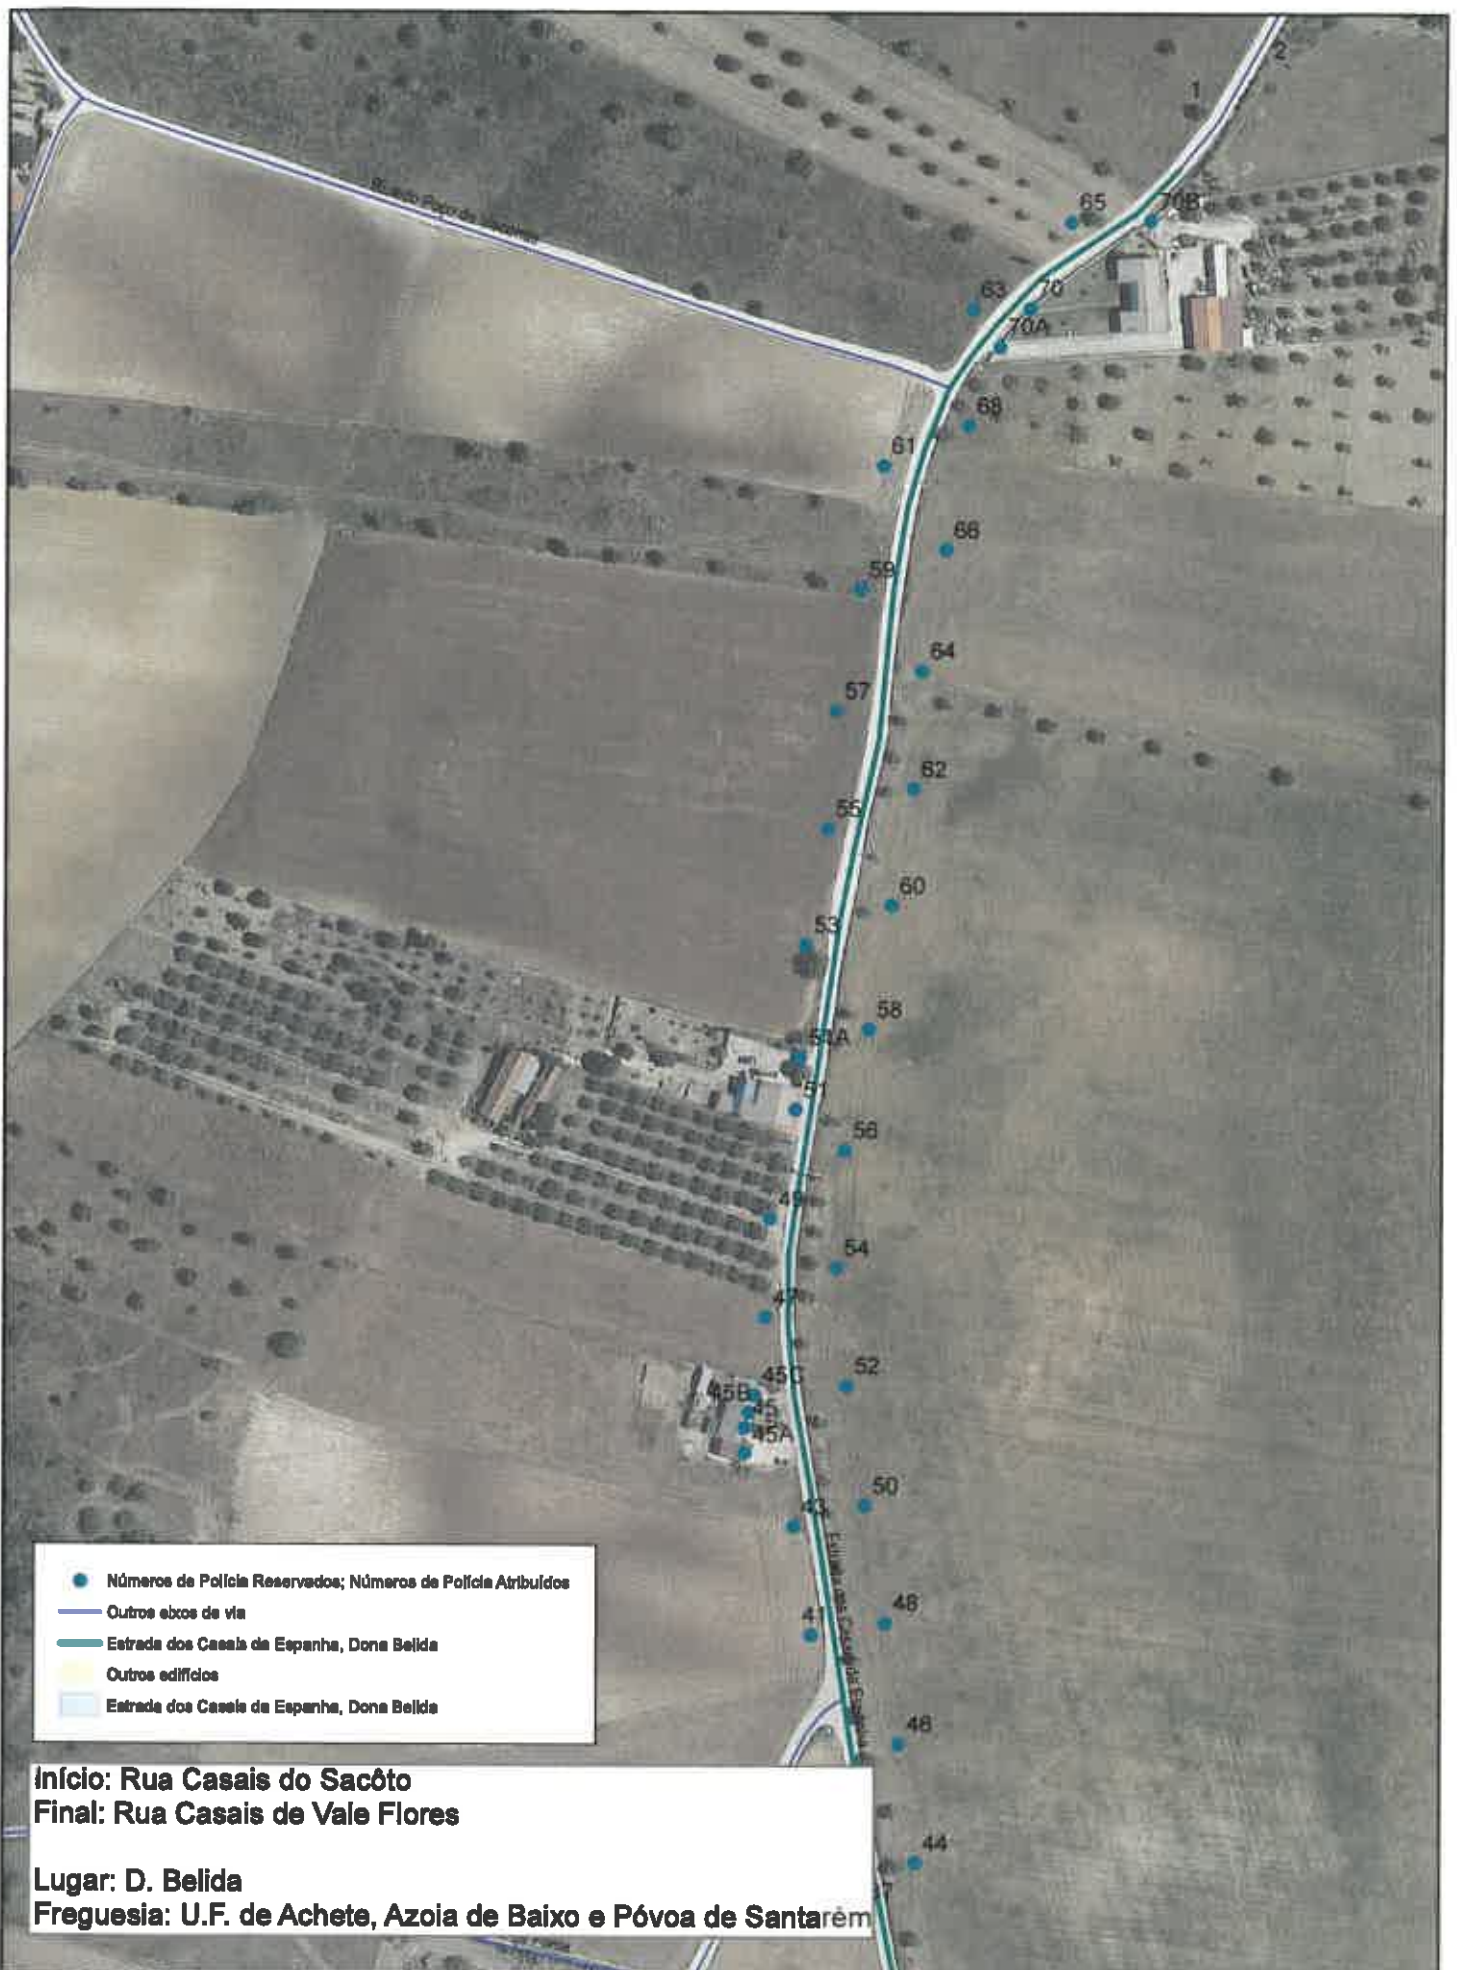 2
1
65
70B
63
70
70A
68
61
66
59
64
57
62
55
60
53
58
51A
51
56
49
54
47
52
45C
45B
45
45A
50
43
48
41
46
44
Números de Polícia Reservados; Números de Polícia Atribuídos
Outros eixos de via
Estrada dos Casais da Espanha, Dona Belida
Outros edifícios
Estrada dos Casais da Espanha, Dona Belida
Início: Rua Casais do Sacôto
Final: Rua Casais de Vale Flores
Lugar: D. Belida
Freguesia: U.F. de Achete, Azoia de Baixo e Póvoa de Santarém